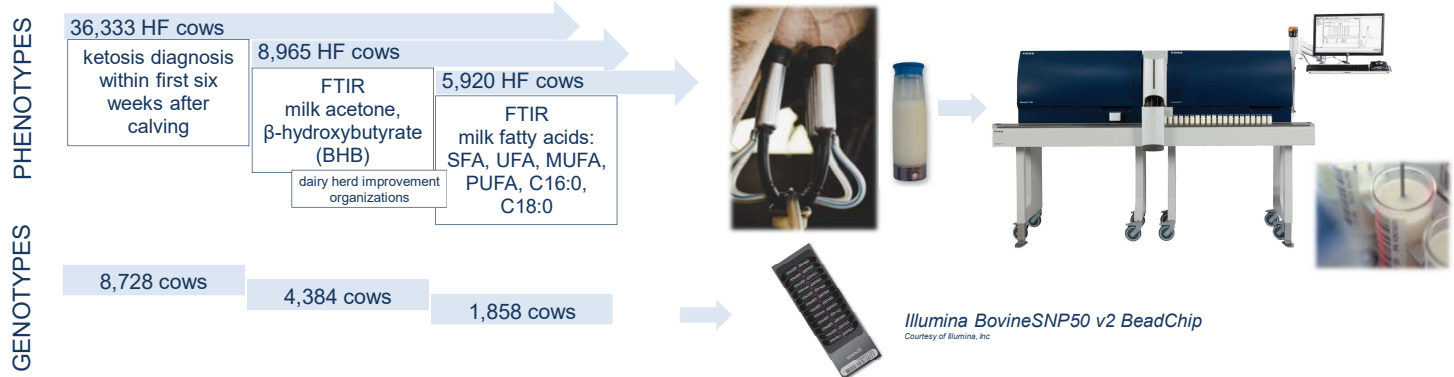 PHENOTYPES
36,333 HF cows
ketosis diagnosis
within first six
weeks after
calving
8,965 HF cows
FTIR
milk acetone,
β-hydroxybutyrate
(BHB)
dairy herd improvement
organizations
5,920 HF cows
FTIR
milk fatty acids:
SFA, UFA, MUFA,
PUFA, C16:0,
C18:0
FOSS
FOSS
GENOTYPES
8,728 cows
4,384 cows
1,858 cows
Illumina BovineSNP50 v2 BeadChip
Courtesy of Illumina, Inc